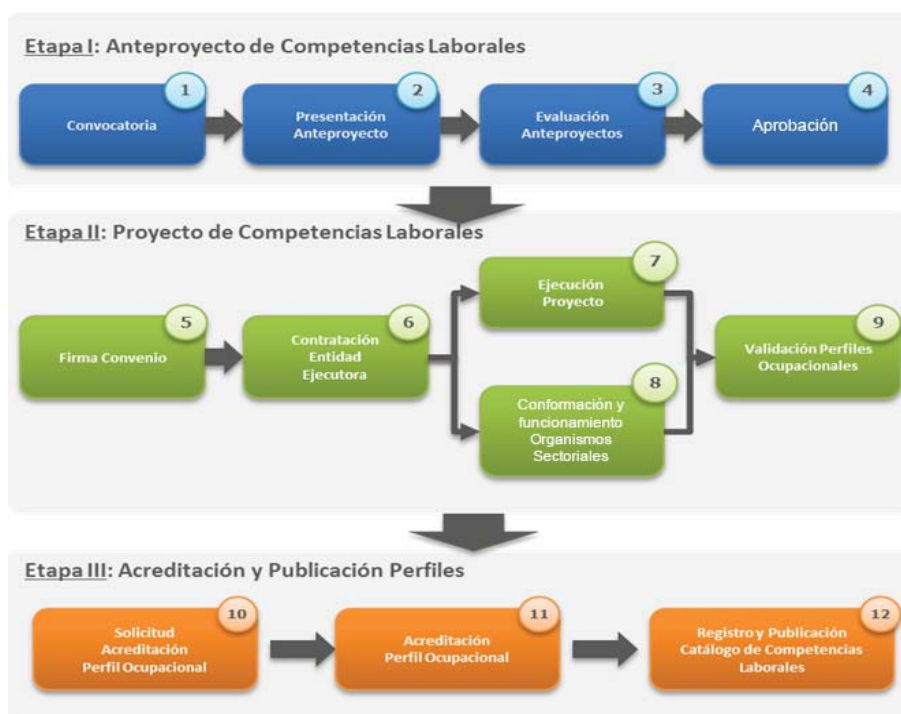 Etapa I: Anteproyecto de Competencias Laborales
1
Convocatoria
2
Presentación
Anteproyecto
3
Evaluación
Anteproyectos
4
Aprobación
Etapa II: Proyecto de Competencias Laborales
5
Firma Convenio
6
Contratación
Entidad
Ejecutora
7
Ejecución
Proyecto
8
Conformación y
funcionamiento
Organismos
Sectoriales
9
Validación Perfiles
Ocupacionales
Etapa III: Acreditación y Publicación Perfiles
10
Solicitud
Acreditación
Perfil Ocupacional
11
Acreditación
Perfil Ocupacional
12
Registro y Publicación
Catálogo de Competencias
Laborales